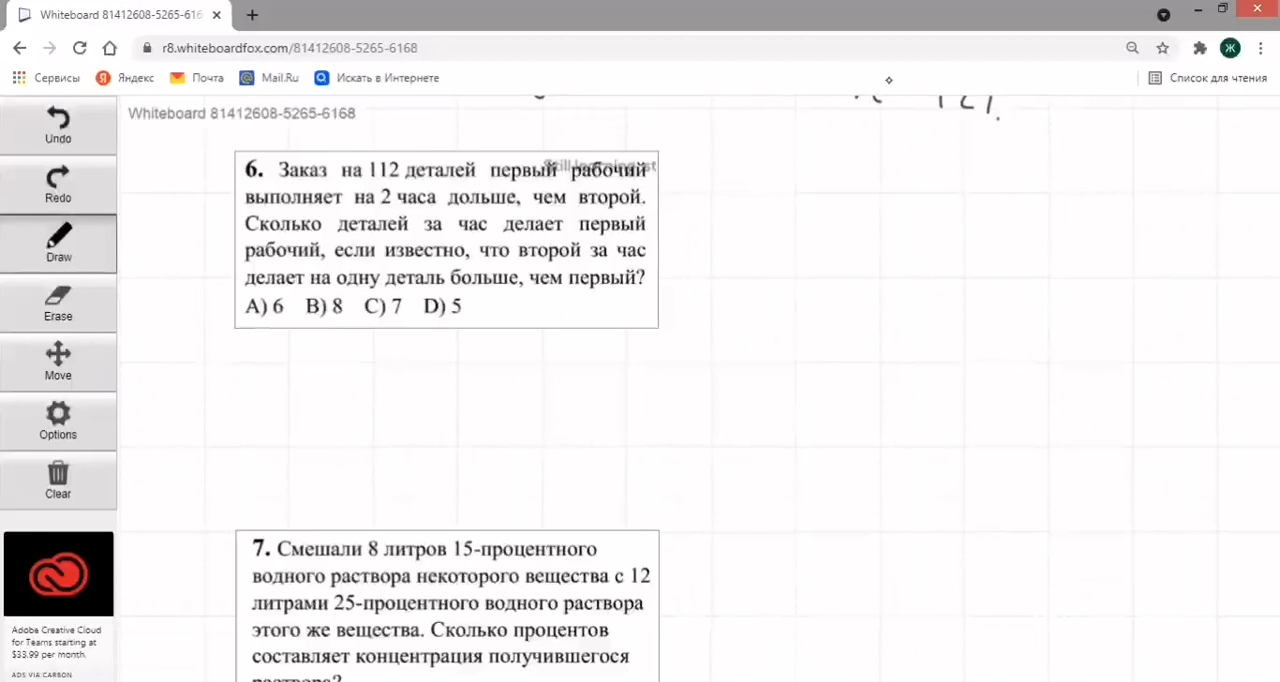 Whiteboard 81412608-5265-616
r8.whiteboardfox.com/81412608-5265-6168
Ж
Сервисы Яндекс Почта Mail.Ru Искать в Интернете Список для чтения
Whiteboard 81412608-5265-6168
Undo
Redo
Draw
Erase
Move
Options
Clear
6. Заказ на 112 деталей первый рабочий
выполняет на 2 часа дольше, чем второй.
Сколько деталей за час делает первый
рабочий, если известно, что второй за час
делает на одну деталь больше, чем первый?
A) 6 B) 8 C) 7 D) 5
7. Смешали 8 литров 15-процентного
водного раствора некоторого вещества с 12
литрами 25-процентного водного раствора
этого же вещества. Сколько процентов
составляет концентрация получившегося
раствора?
Adobe Creative Cloud
for Teams starting at
$33.99 per month.
ADS VIA CARBON